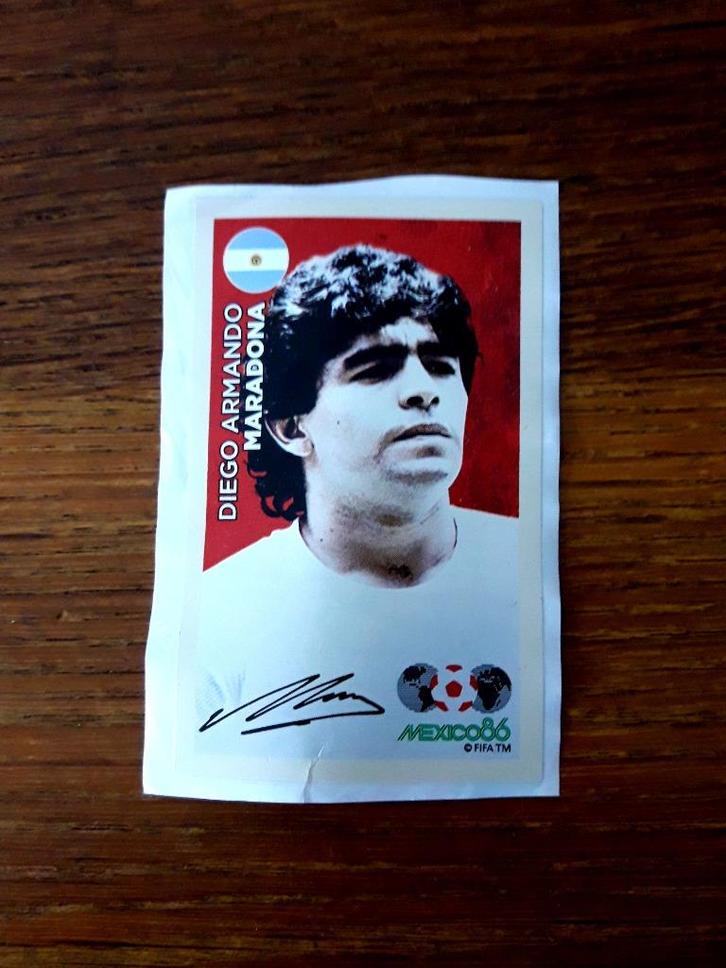 DIEGO ARMANDO
MARADONA
MEXICO86
© FIFA TM